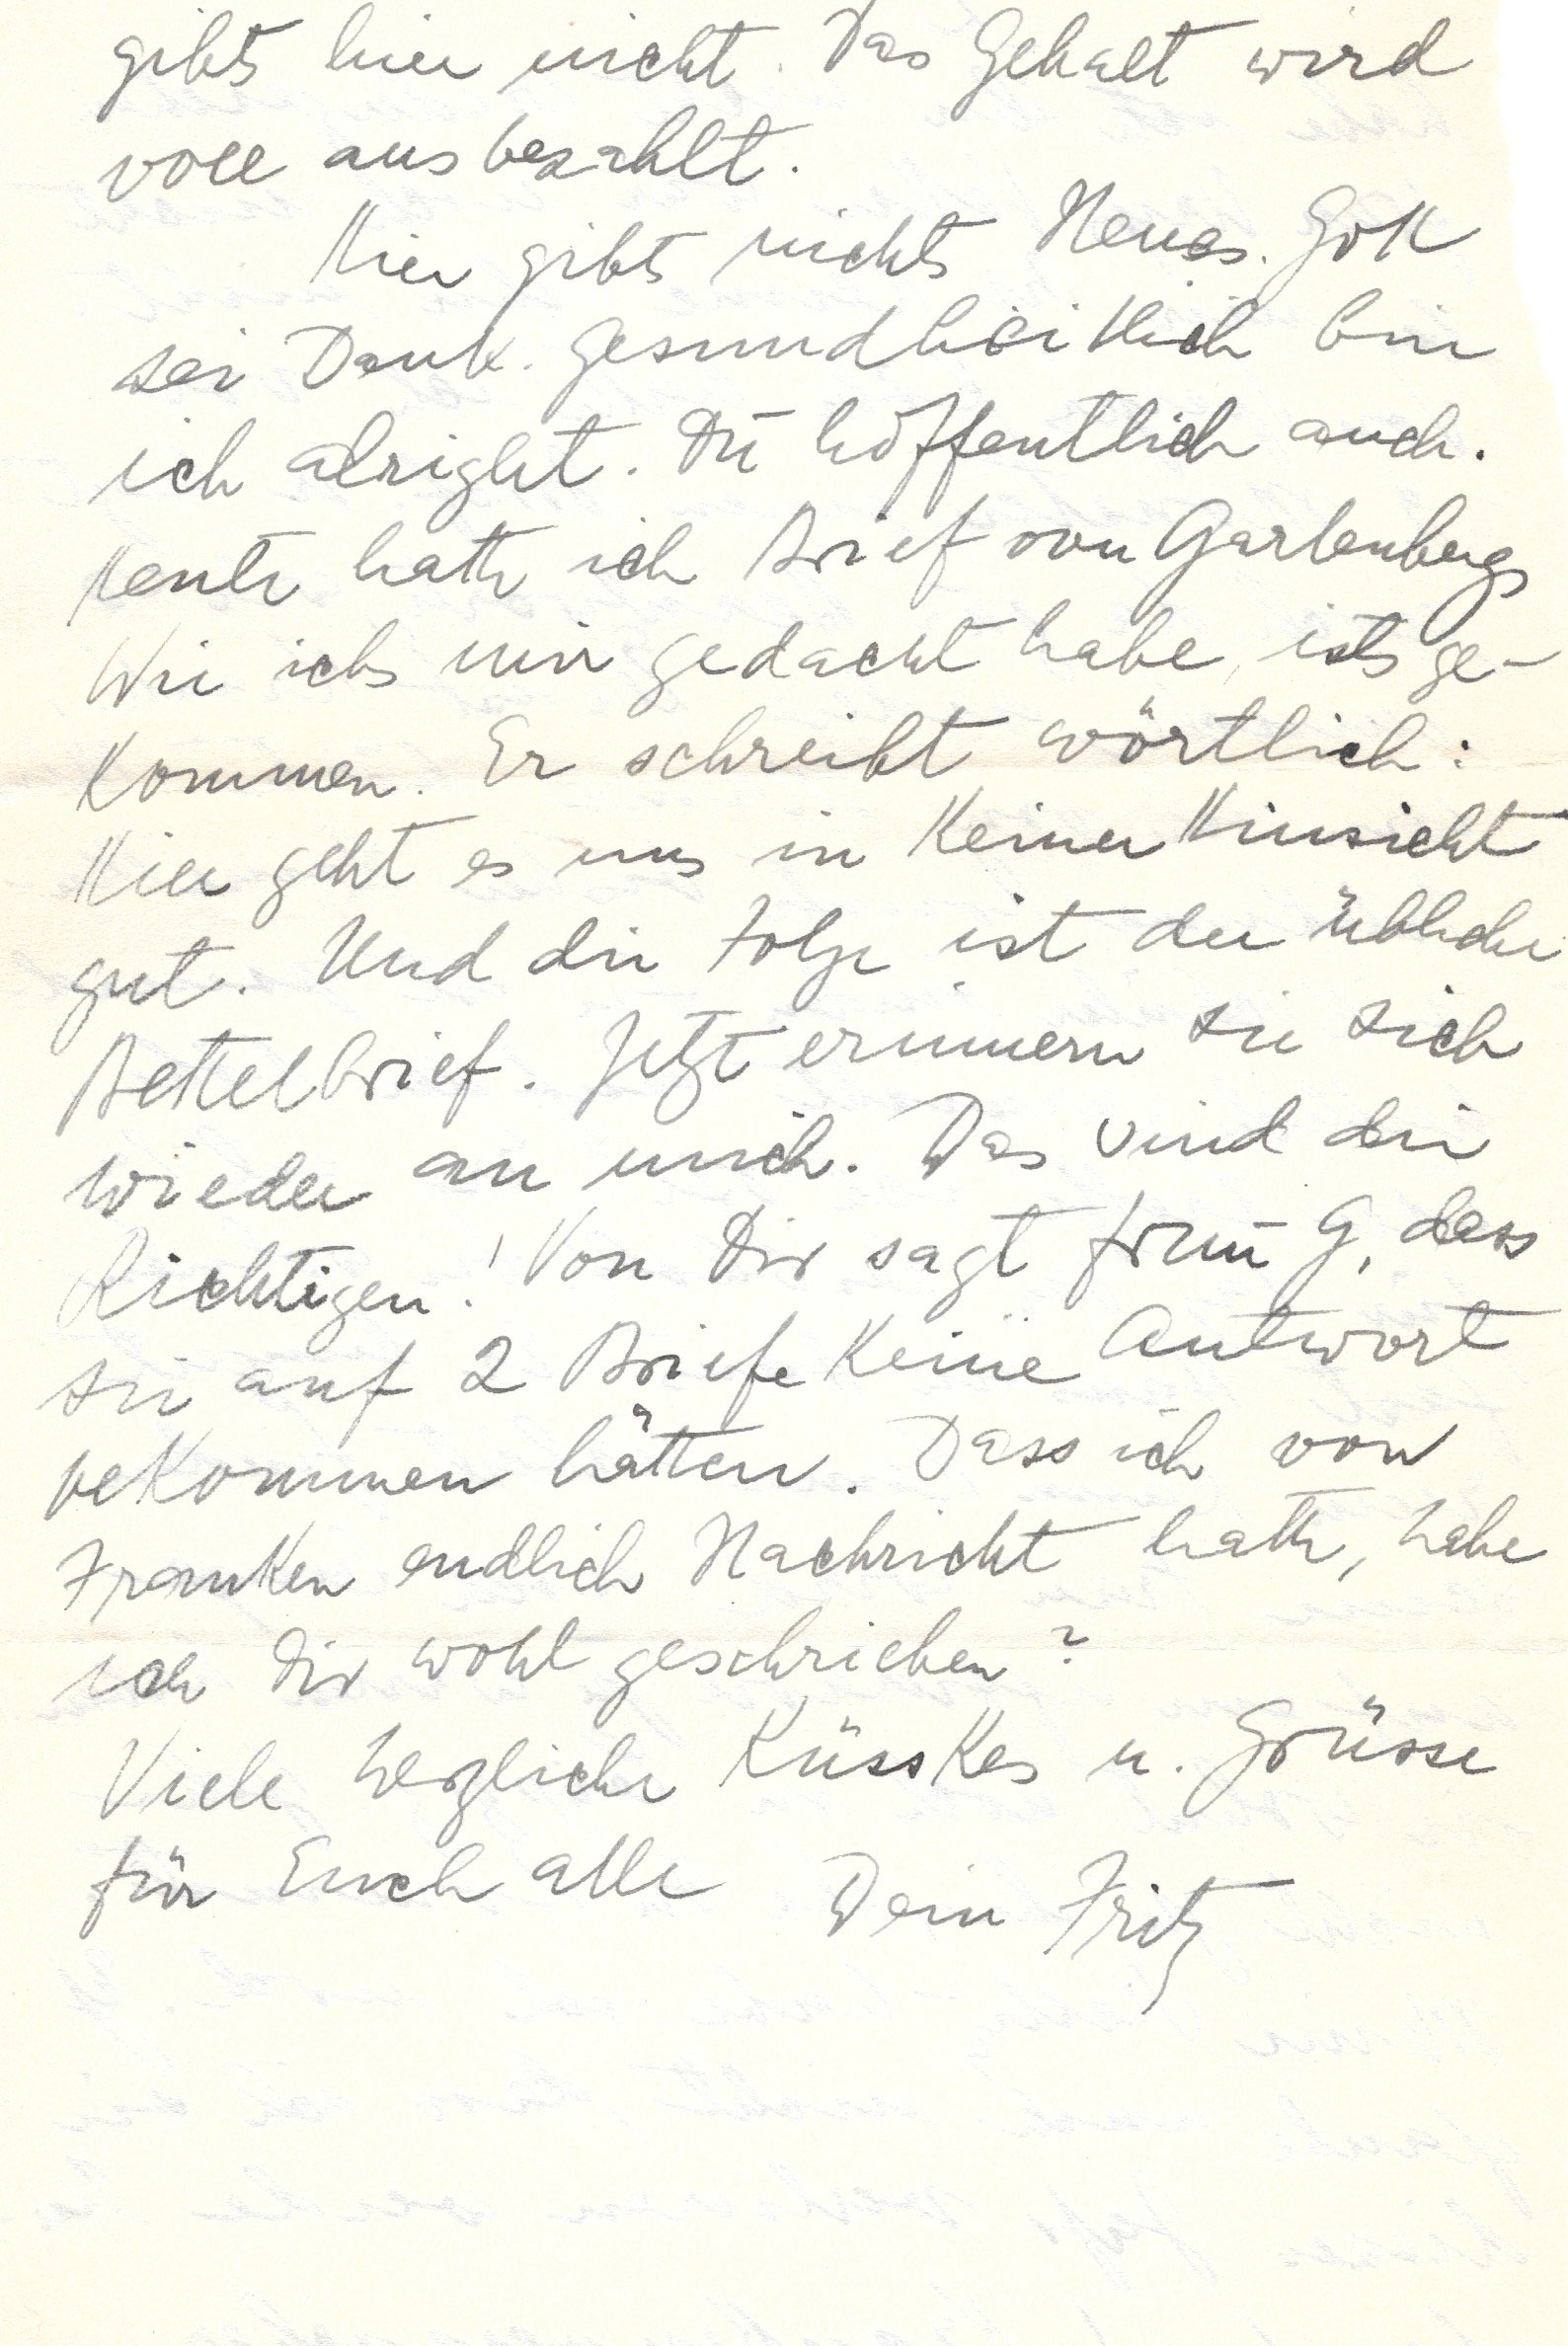 gibts hier nicht. Das Gehalt wird
voll ausbezahlt.
Hier gibts nichts Neues. Gott
sei Dank. Gesundheitlich bin
ich alright. Du hoffentlich auch.
Heute hatte ich Brief von Gartenbergs
Wie ichs mir gedacht habe, ists ge-
kommen. Er schreibt wörtlich:
Hier geht es uns in keiner Hinsicht
gut. Und die Folge ist der übliche
Bettelbrief. Jetzt erinnern sie sich
wieder an mich. Das sind die
Richtigen! Von Dir sagt Frau G, dass
sie auf 2 Briefe keine Antwort
bekommen hätten. Dass ich von
Franken endlich Nachricht hatte, habe
ich Dir wohl geschrieben?
Viele herzliche Küsskes u. Grüsse
für Euch alle Dein Fritz